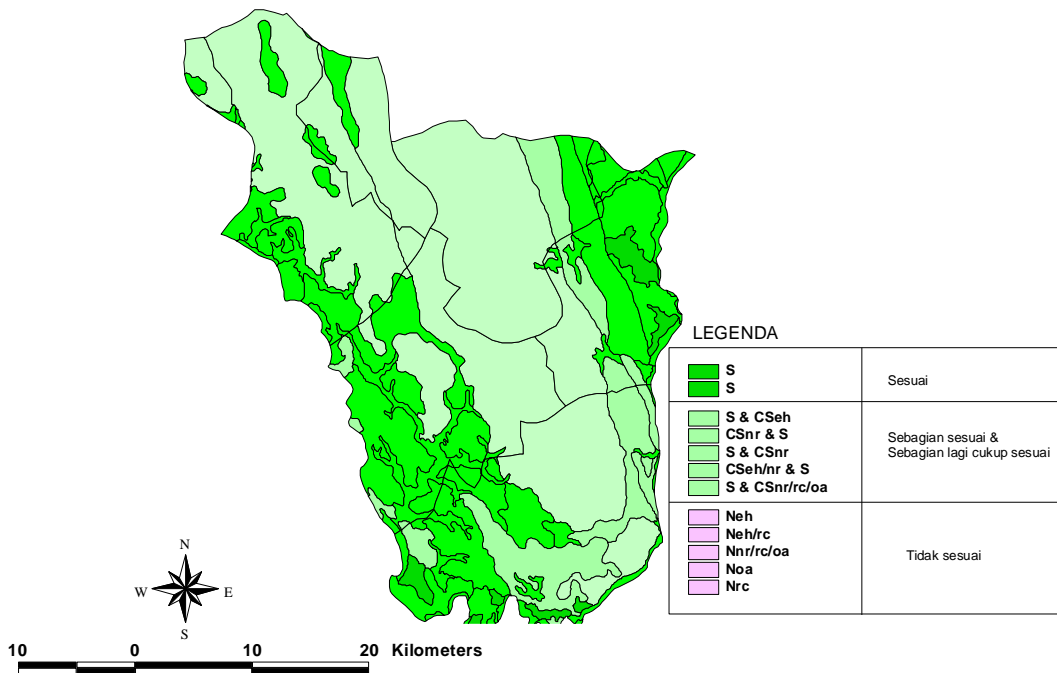 LEGENDA
S
S
Sesuai
S & CSeh
CSnr & S
S & CSnr
CSeh/nr & S
S & CSnr/rc/oa
Sebagian sesuai &
Sebagian lagi cukup sesuai
Neh
Neh/rc
Nnr/rc/oa
Noa
Nrc
Tidak sesuai
N
W E
S
10 0 10 20 Kilometers